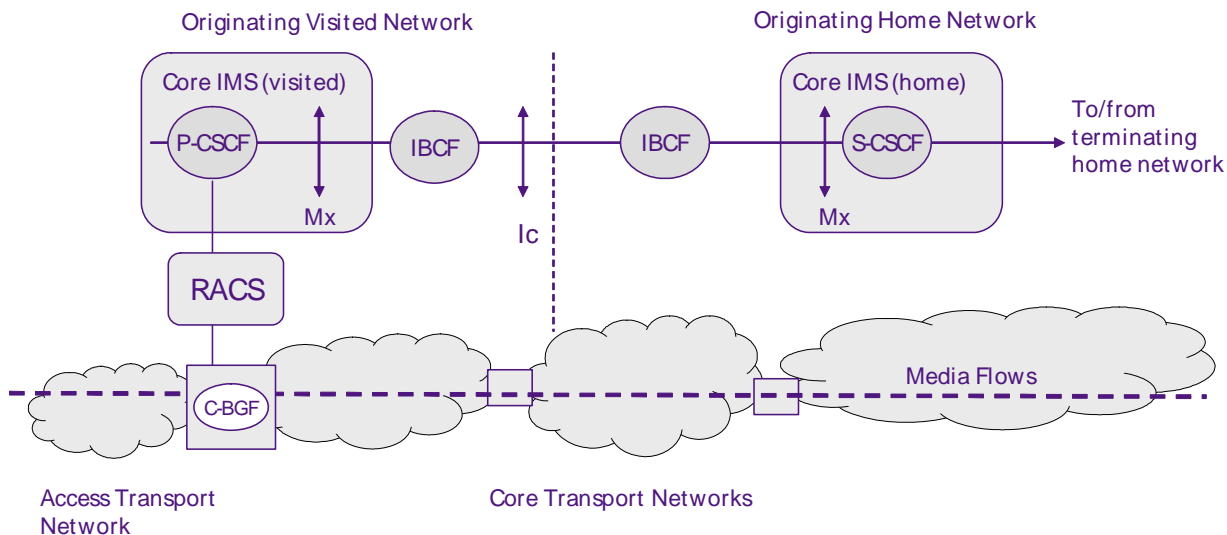 Originating Visited Network
Originating Home Network
Core IMS (visited)
Core IMS (home)
P-CSCF
IBCF
IBCF
S-CSCF
To/from
terminating
home network
Mx
Ic
Mx
RACS
Media Flows
C-BGF
Access Transport
Network
Core Transport Networks